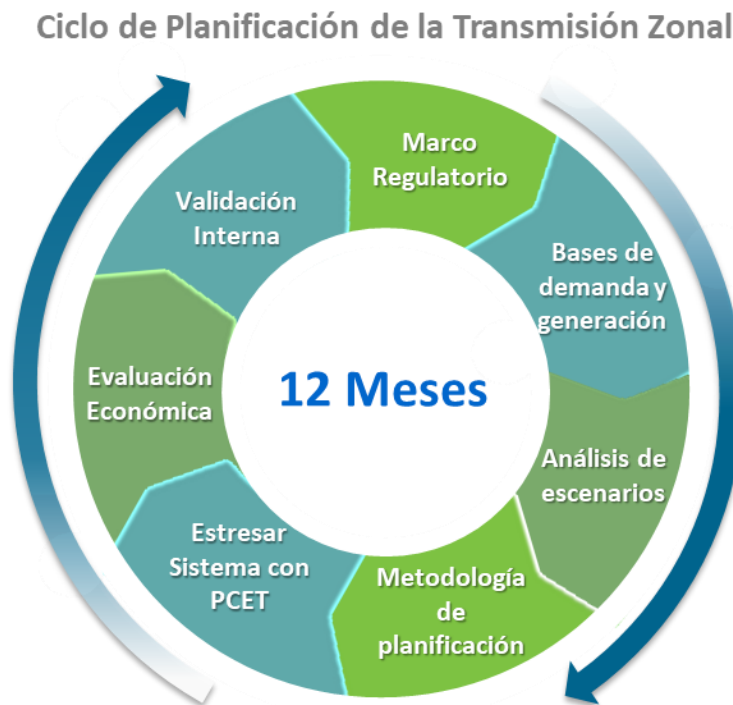 Ciclo de Planificación de la Transmisión Zonal
Marco
Regulatorio
Bases de
demanda y
generación
Análisis de
escenarios
Metodología
de
planificación
Estresar
Sistema con
PCET
Evaluación
Económica
Validación
Interna
12 Meses